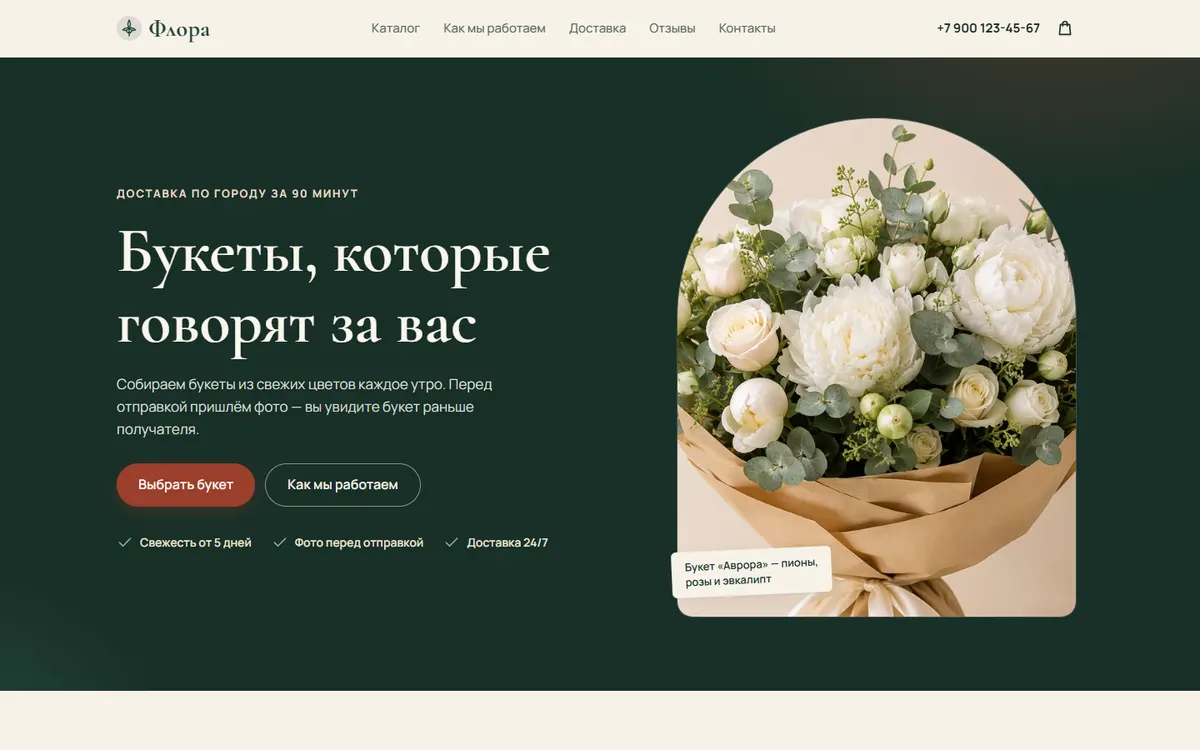 Флора
Каталог
Как мы работаем
Доставка
Отзывы
Контакты
+7 900 123-45-67
ДОСТАВКА ПО ГОРОДУ ЗА 90 МИНУТ
Букеты, которые
говорят за вас
Собираем букеты из свежих цветов каждое утро. Перед
отправкой пришлём фото — вы увидите букет раньше
получателя.
Выбрать букет
Как мы работаем
Свежесть от 5 дней
Фото перед отправкой
Доставка 24/7
Букет «Аврора» — пионы,
розы и эвкалипт